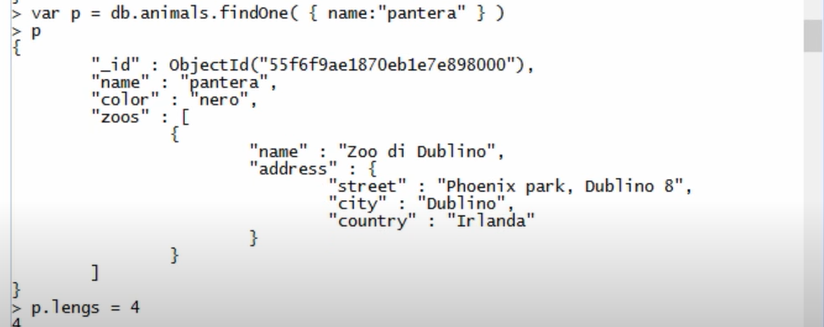 > var p = db.animals.findOne( { name:"pantera" } )
> p
{
"_id" : ObjectId("55f6f9ae1870eb1e7e898000"),
"name" : "pantera",
"color" : "nero",
"zoos" : [
{
"name" : "Zoo di Dublino",
"address" : {
"street" : "Phoenix park, Dublino 8",
"city" : "Dublino",
"country" : "Irlanda"
}
}
]
}
> p.lengs = 4
4